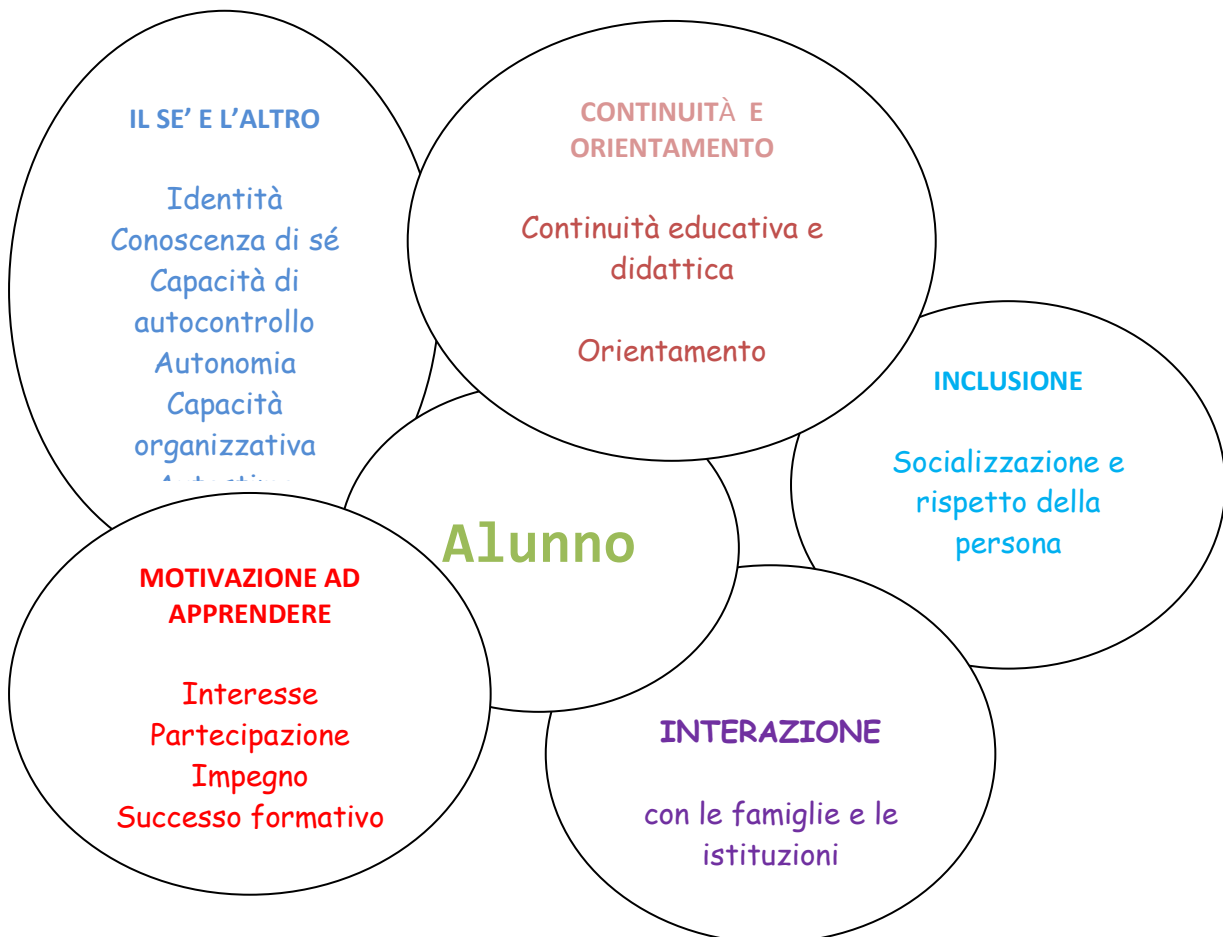 IL SE’ E L’ALTRO
Identità
Conoscenza di sé
Capacità di
autocontrollo
Autonomia
Capacità
organizzativa
CONTINUITÀ E
ORIENTAMENTO
Continuità educativa e
didattica
Orientamento
INCLUSIONE
Socializzazione e
rispetto della
persona
Alunno
MOTIVAZIONE AD
APPRENDERE
Interesse
Partecipazione
Impegno
Successo formativo
INTERAZIONE
con le famiglie e le
istituzioni